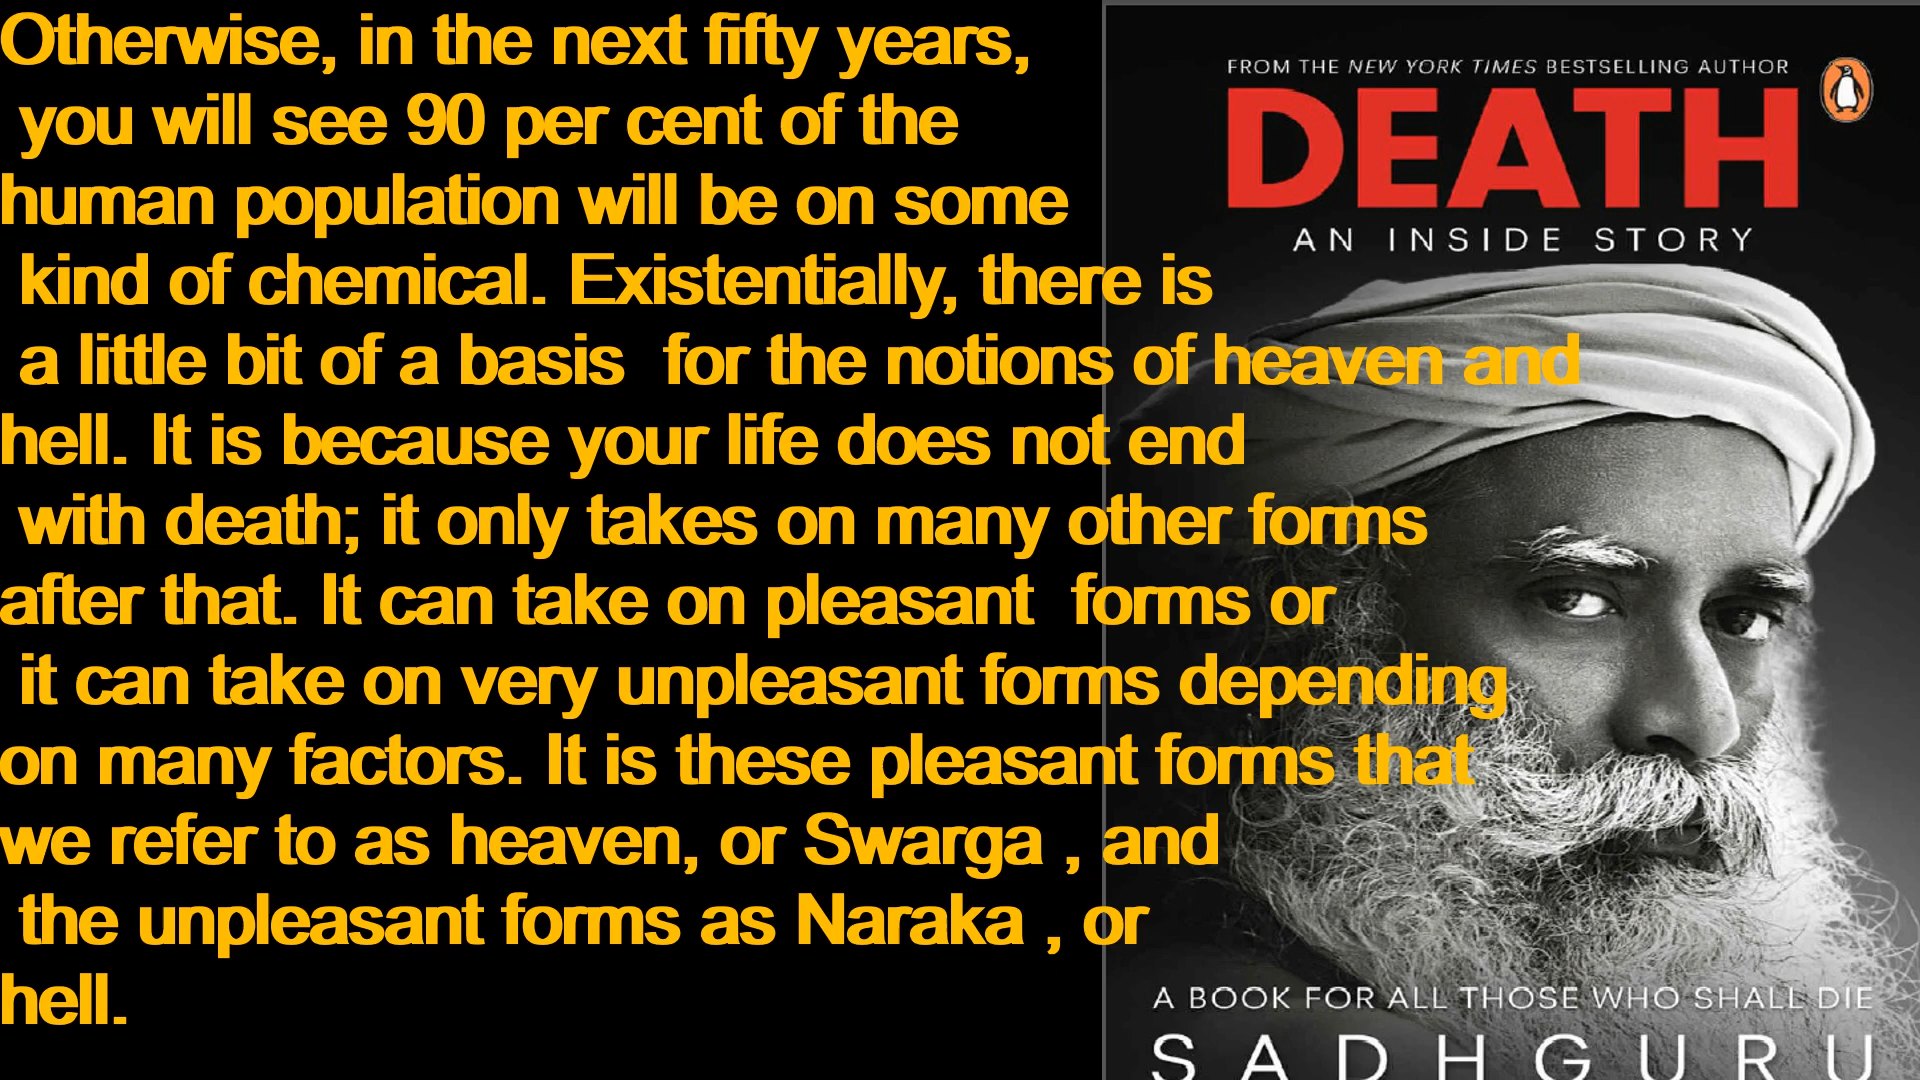 Otherwise, in the next fifty years,
you will see 90 per cent of the
human population will be on some
kind of chemical. Existentially, there is
a little bit of a basis  for the notions of heaven and
hell. It is because your life does not end
with death; it only takes on many other forms
after that. It can take on pleasant  forms or
it can take on very unpleasant forms depending
on many factors. It is these pleasant forms that
we refer to as heaven, or Swarga , and
the unpleasant forms as Naraka , or
hell.
FROM THE NEW YORK TIMES BESTSELLING AUTHOR
DEATH
AN INSIDE STORY
A BOOK FOR ALL THOSE WHO SHALL DIE
SADHGURU